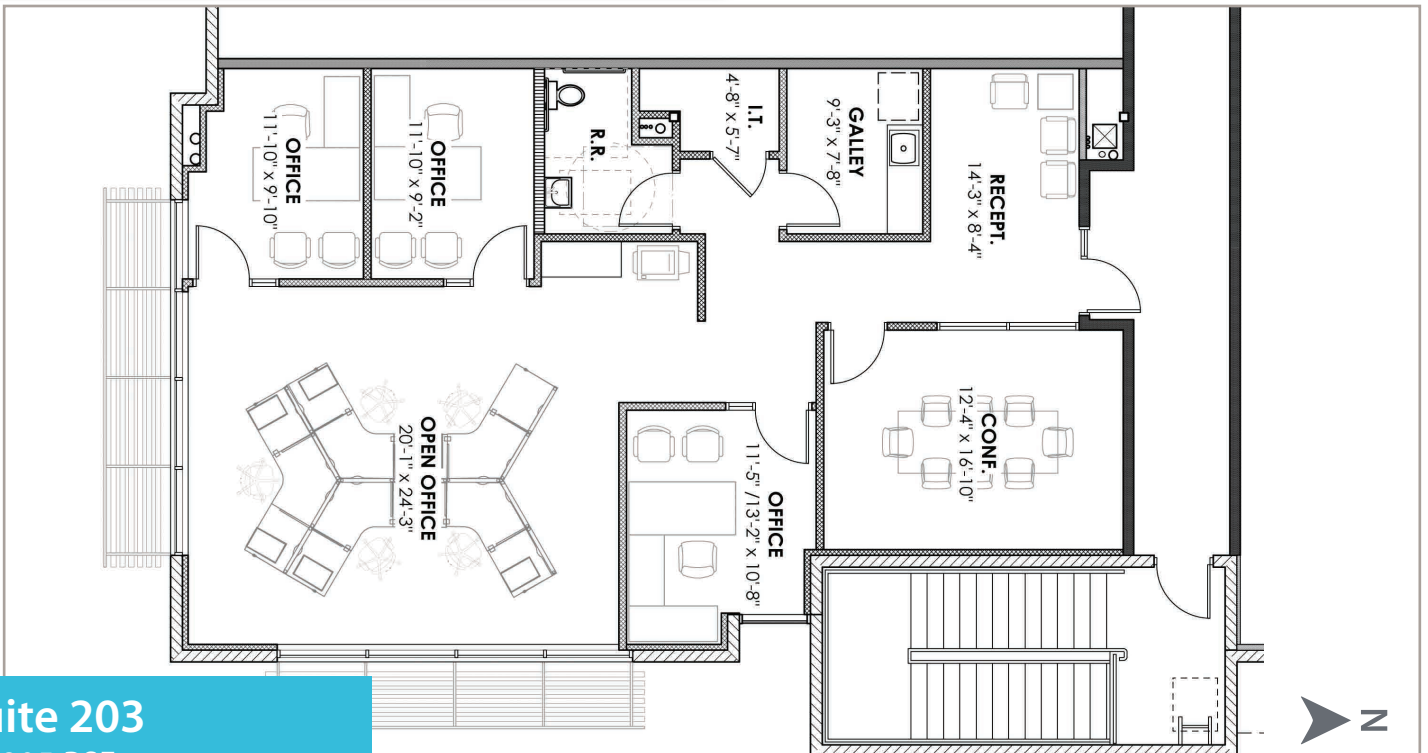 OFFICE
11'-10" x 9'-10"
OFFICE
11'-10" x 9'-2"
R.R.
I.T.
4'-8" x 5'-7"
GALLEY
9'-3" x 7'-8"
RECEPT.
14'-3" x 8'-4"
OPEN OFFICE
20'-1" x 24'-3"
OFFICE
11'-5" /13'-2" x 10'-8"
CONF.
12'-4" x 16'-10"
uite 203
N